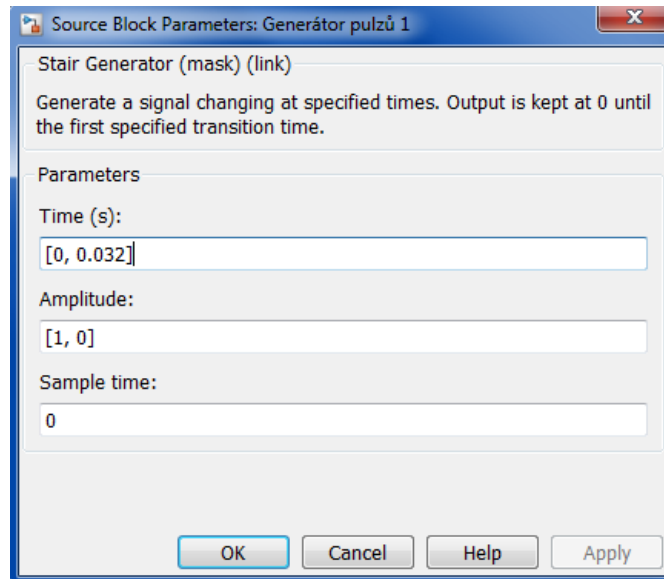 Source Block Parameters: Generátor pulzů 1
Stair Generator (mask) (link)
Generate a signal changing at specified times. Output is kept at 0 until
the first specified transition time.
Parameters
Time (s):
[0, 0.032]
Amplitude:
[1, 0]
Sample time:
0
OK Cancel Help Apply